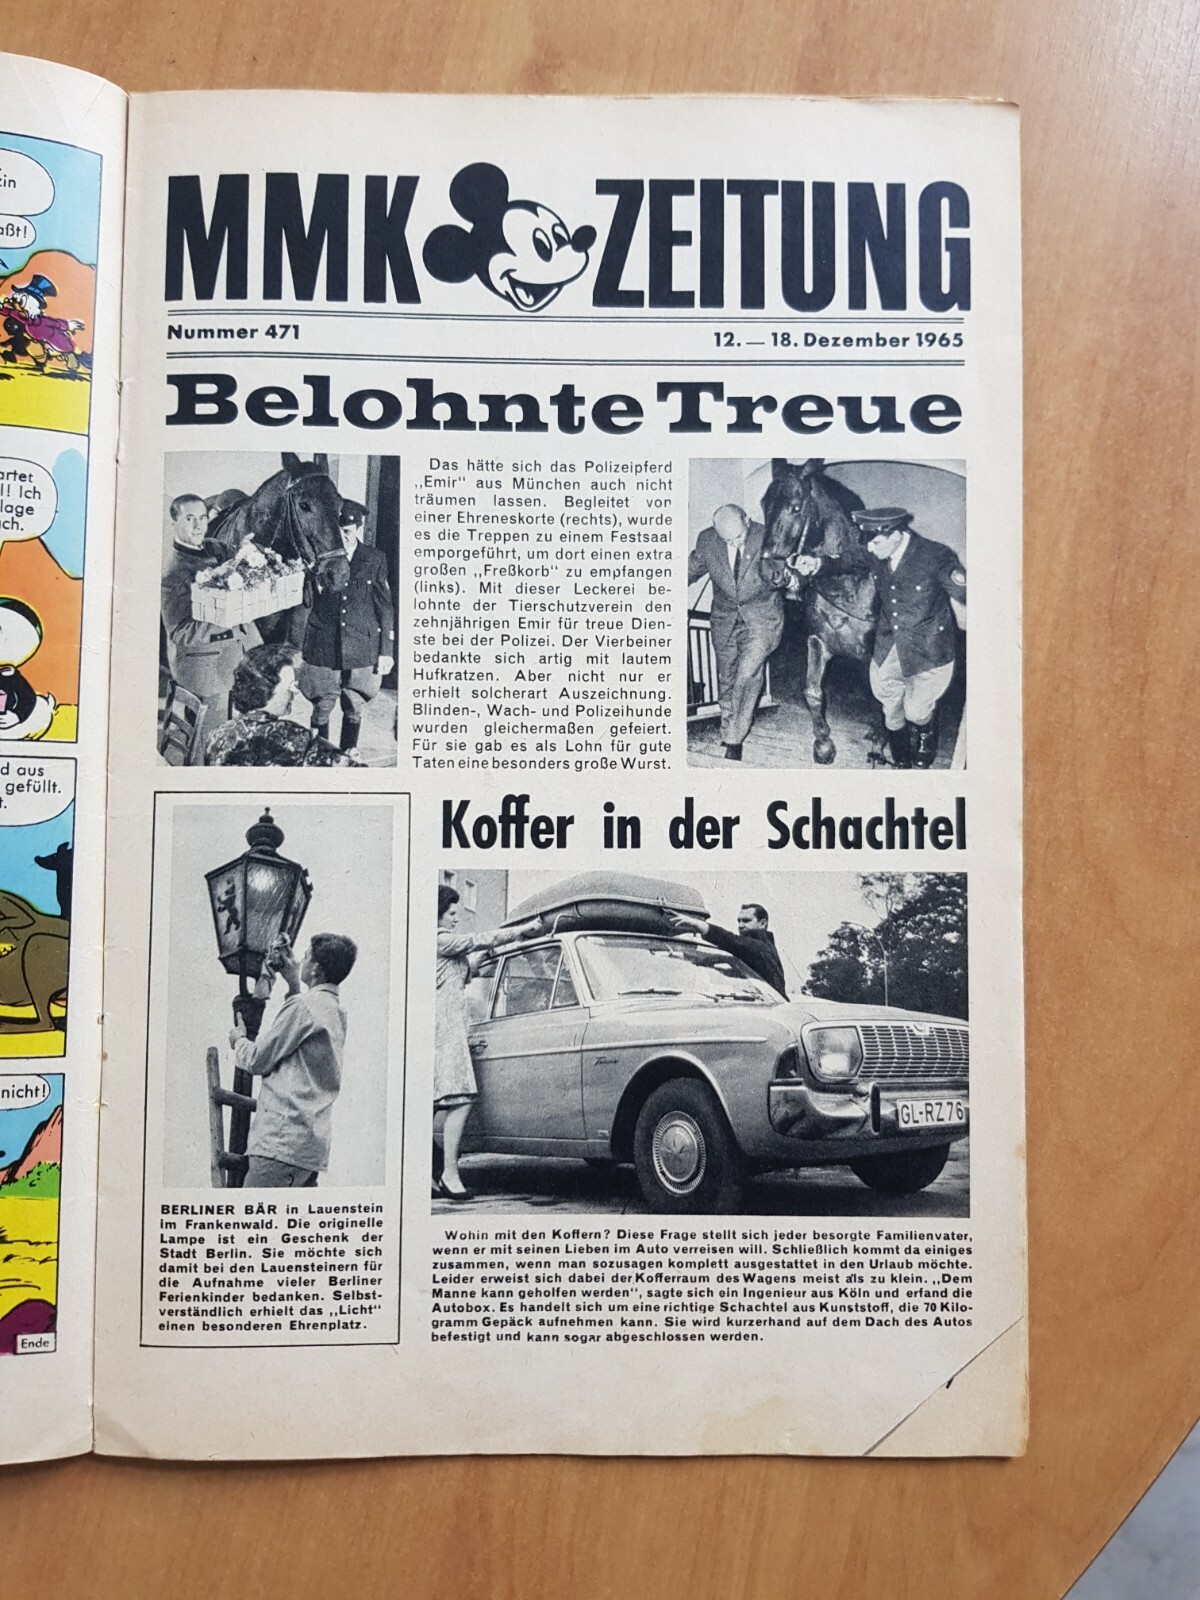 zin
aßt!
artet
l! Ich
lage
ch.
d aus
gefüllt.
t.
nicht!
Ende
MMK ZEITUNG
Nummer 471
12. — 18. Dezember 1965
Belohnte Treue
Das hätte sich das Polizeipferd
„Emir“ aus München auch nicht
träumen lassen. Begleitet von
einer Ehreneskorte (rechts), wurde
es die Treppen zu einem Festsaal
emporgeführt, um dort einen extra
großen „Freßkorb“ zu empfangen
(links). Mit dieser Leckerei be-
lohnte der Tierschutzverein den
zehnjährigen Emir für treue Dien-
ste bei der Polizei. Der Vierbeiner
bedankte sich artig mit lautem
Hufkratzen. Aber nicht nur er
erhielt solcherart Auszeichnung.
Blinden-, Wach- und Polizeihunde
wurden gleichermaßen gefeiert.
Für sie gab es als Lohn für gute
Taten eine besonders große Wurst.
BERLINER BÄR in Lauenstein
im Frankenwald. Die originelle
Lampe ist ein Geschenk der
Stadt Berlin. Sie möchte sich
damit bei den Lauensteinern für
die Aufnahme vieler Berliner
Ferienkinder bedanken. Selbst-
verständlich erhielt das „Licht“
einen besonderen Ehrenplatz.
Koffer in der Schachtel
GL-RZ 76
Wohin mit den Koffern? Diese Frage stellt sich jeder besorgte Familienvater,
wenn er mit seinen Lieben im Auto verreisen will. Schließlich kommt da einiges
zusammen, wenn man sozusagen komplett ausgestattet in den Urlaub möchte.
Leider erweist sich dabei der Kofferraum des Wagens meist als zu klein. „Dem
Manne kann geholfen werden“, sagte sich ein Ingenieur aus Köln und erfand die
Autobox. Es handelt sich um eine richtige Schachtel aus Kunststoff, die 70 Kilo-
gramm Gepäck aufnehmen kann. Sie wird kurzerhand auf dem Dach des Autos
befestigt und kann sogar abgeschlossen werden.